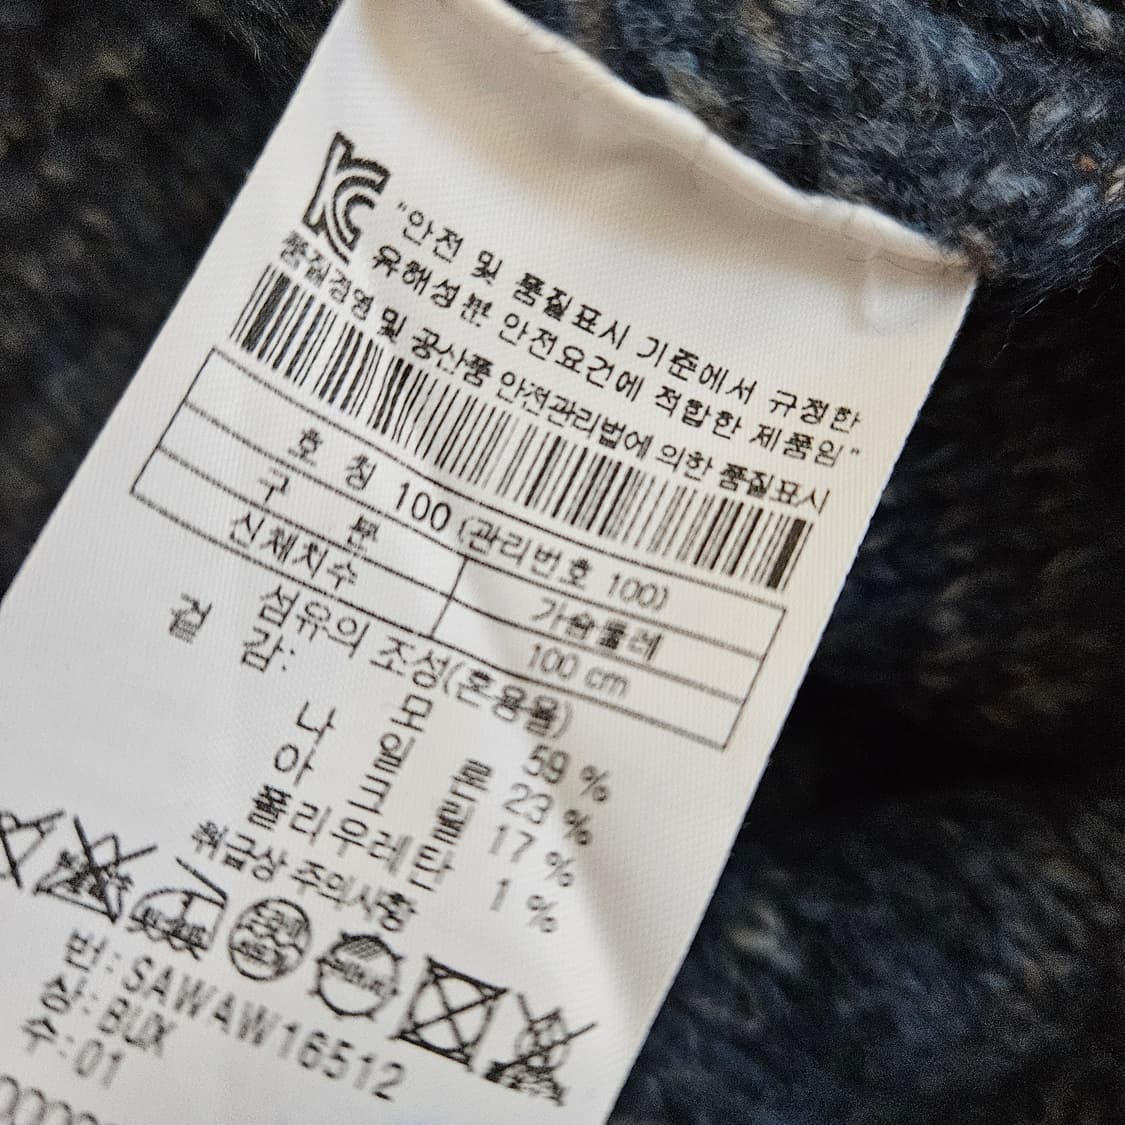 KC
"안전 및 품질표시 기준에서 규정한
유해성분 안전요건에 적합한 제품임"
품질경영 및 공산품 안전관리법에 의한 품질표시
호 칭 100 (관리번호 100)
구 분 가슴둘레
신체치수 100 cm
섬유의 조성(혼용율)
겉 감:
모 59 %
나 일 론 23 %
아 크 릴 17 %
폴리우레탄 1 %
취급상 주의사항
번: SAWAW16512
상: BUX
수: 01